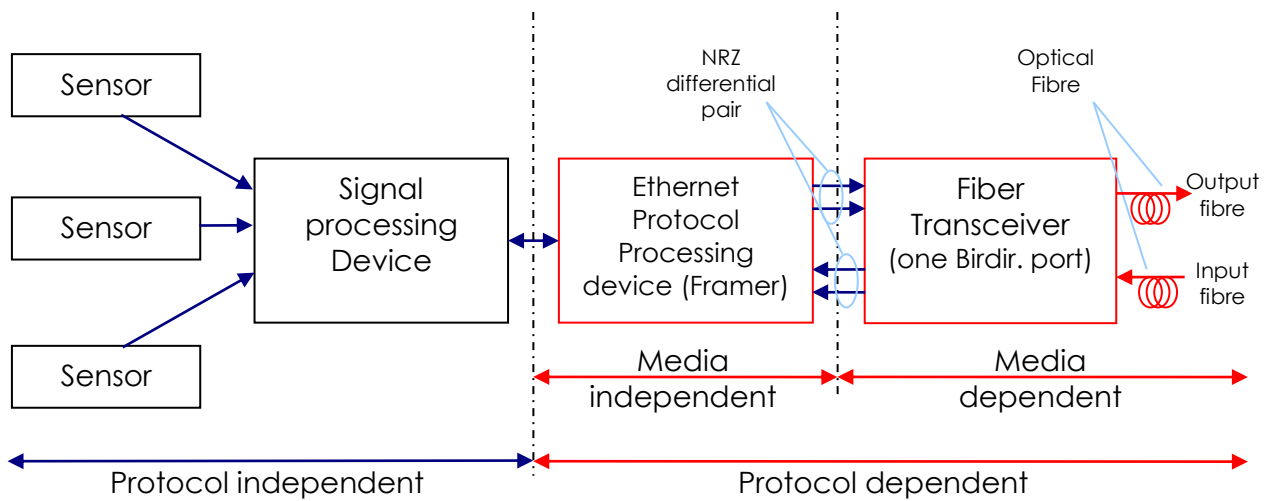 Sensor
Sensor
Sensor
Signal
processing
Device
NRZ
differential
pair
Ethernet
Protocol
Processing
device (Framer)
Optical
Fibre
Fiber
Transceiver
(one Birdir. port)
Output
fibre
Input
fibre
Media
independent
Media
dependent
Protocol independent
Protocol dependent